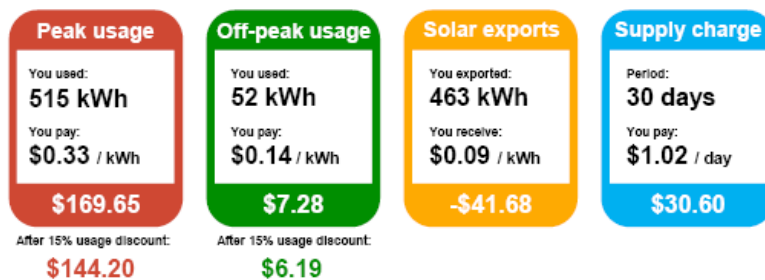 Peak usage
You used:
515 kWh
You pay:
$0.33 / kWh
$169.65
After 15% usage discount:
$144.20
Off-peak usage
You used:
52 kWh
You pay:
$0.14 / kWh
$7.28
After 15% usage discount:
$6.19
Solar exports
You exported:
463 kWh
You receive:
$0.09 / kWh
-$41.68
Supply charge
Period:
30 days
You pay:
$1.02 / day
$30.60